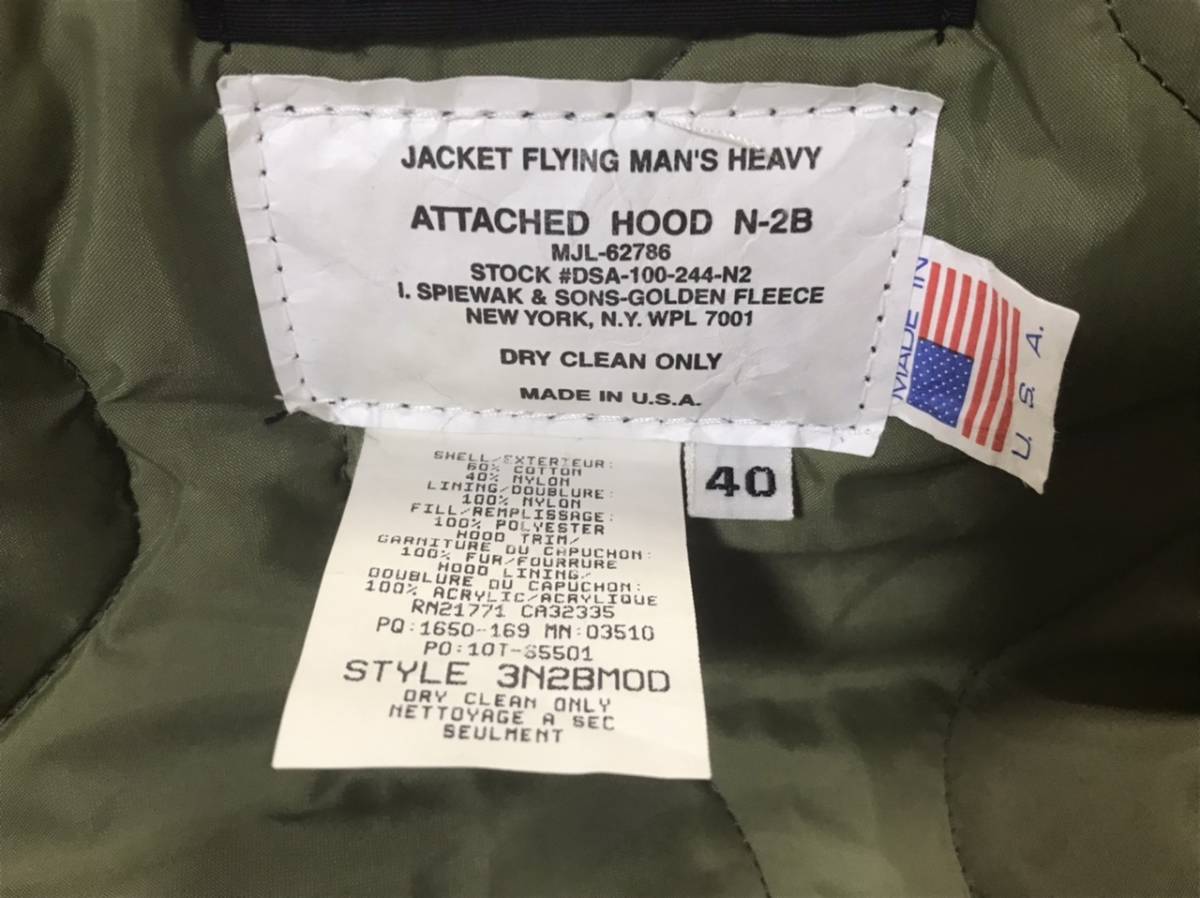 JACKET FLYING MAN'S HEAVY
ATTACHED HOOD N-2B
MJL-62786
STOCK #DSA-100-244-N2
I. SPIEWAK & SONS-GOLDEN FLEECE
NEW YORK, N.Y. WPL 7001
DRY CLEAN ONLY
MADE IN U.S.A.
MADE IN
U.S.A.
40
SHELL/EXTERIEUR:
60% COTTON
40% NYLON
LINING/DOUBLURE:
100% NYLON
FILL/REMPLISSAGE:
100% POLYESTER
HOOD TRIM/
GARNITURE DU CAPUCHON:
100% FUR/FOURRURE
HOOD LINING/
DOUBLURE DU CAPUCHON:
100% ACRYLIC/ACRYLIQUE
RN21771 CA32335
PQ:1650-169 MN:03510
STYLE 3N2BMOD
DRY CLEAN ONLY
NETTOYAGE A SEC
SEULMENT